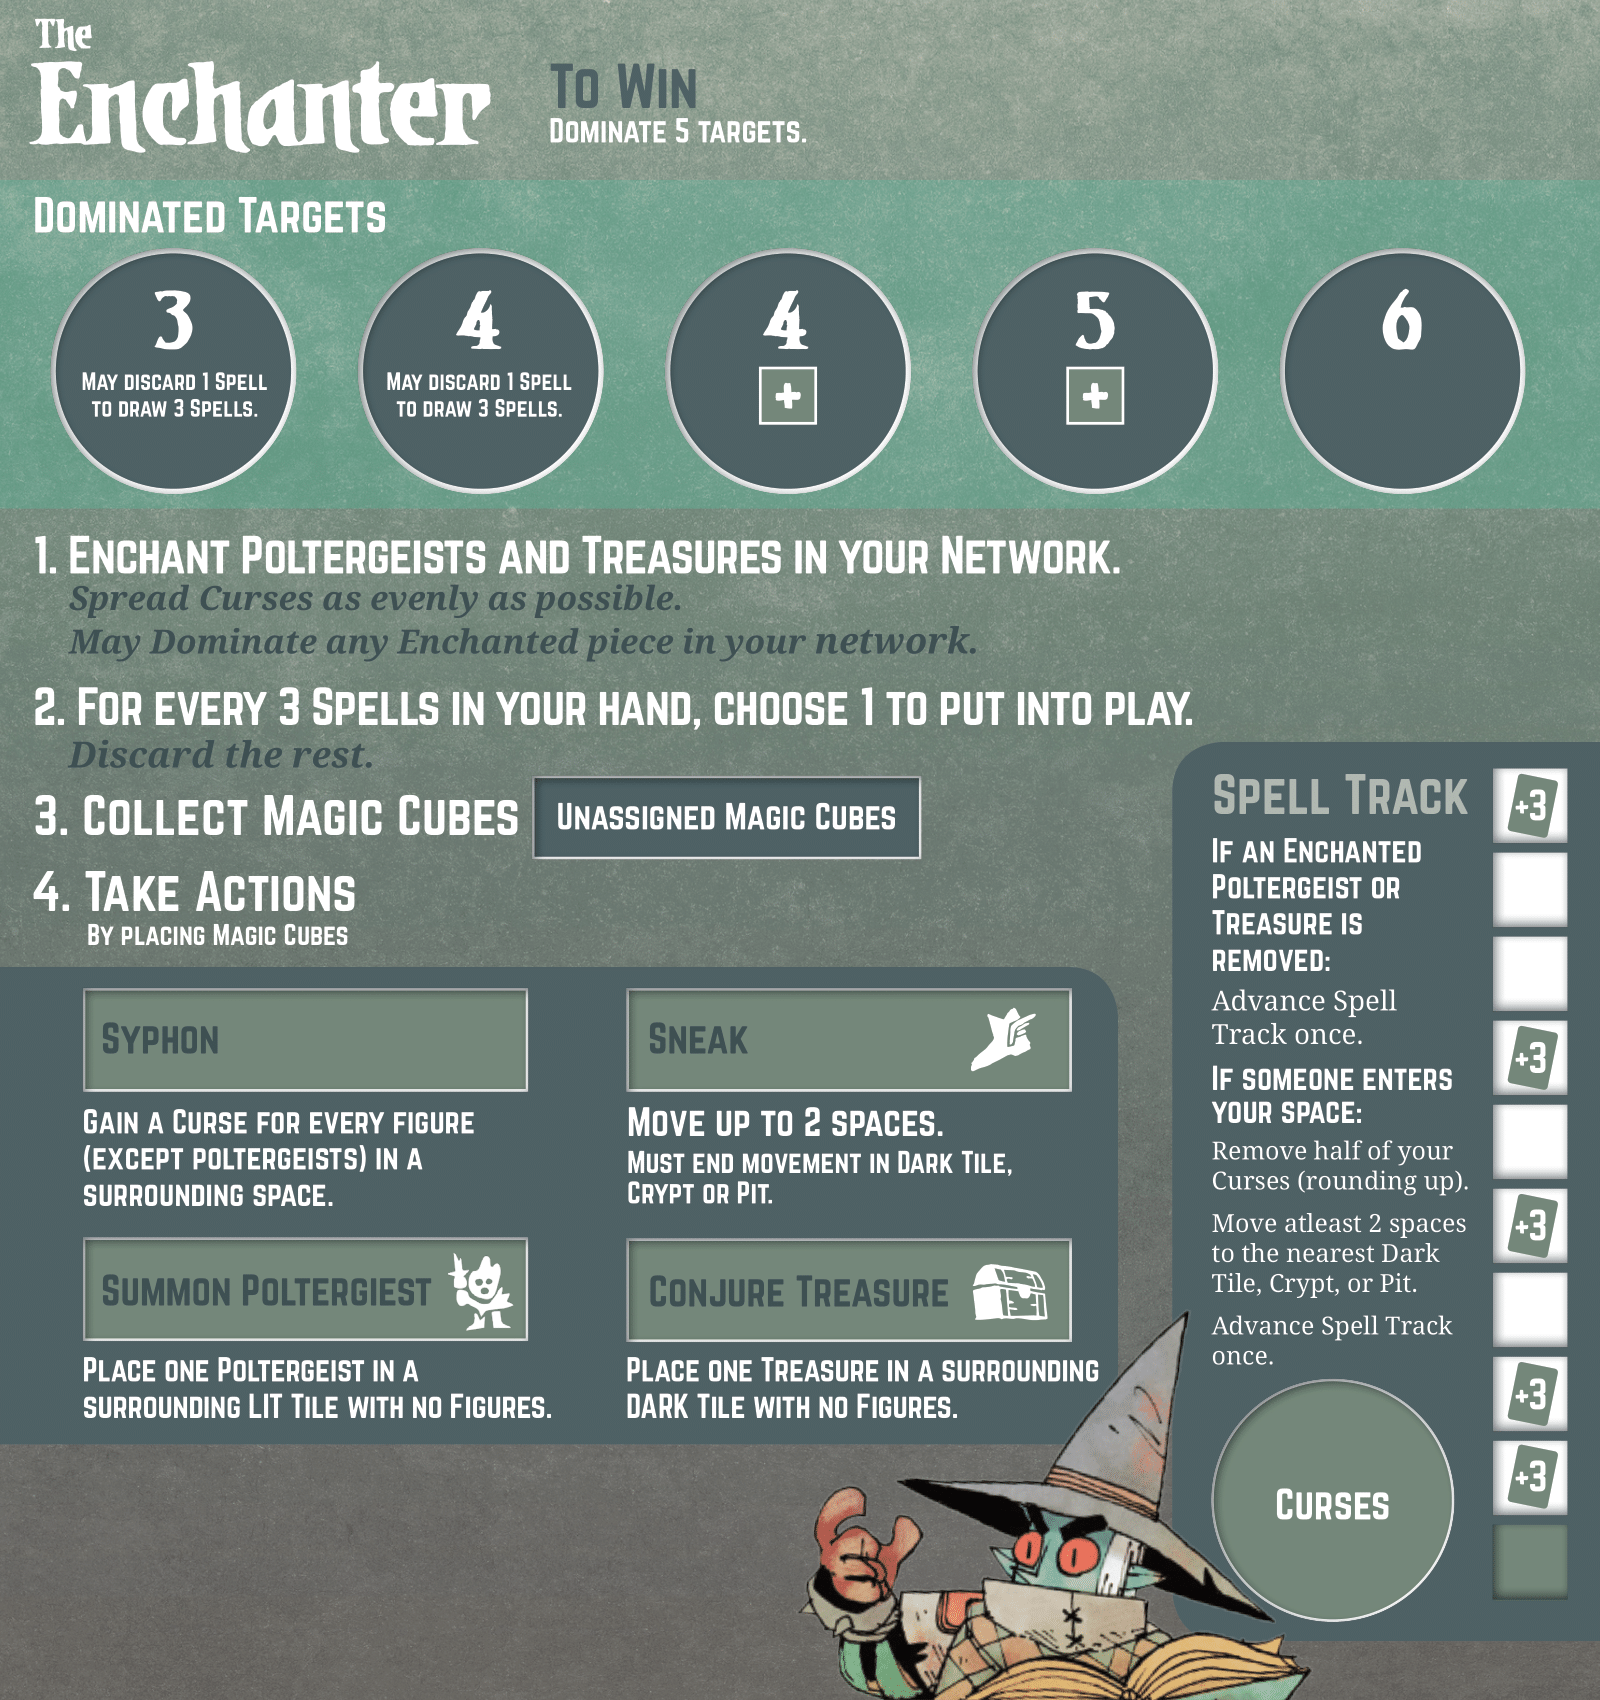 The
Enchanter
To Win
Dominate 5 targets.
Dominated Targets
3
May discard 1 Spell
to draw 3 Spells.
4
May discard 1 Spell
to draw 3 Spells.
4
+
5
+
6
1. Enchant Poltergeists and Treasures in your Network.
Spread Curses as evenly as possible.
May Dominate any Enchanted piece in your network.
2. For every 3 Spells in your hand, choose 1 to put into play.
Discard the rest.
3. Collect Magic Cubes
Unassigned Magic Cubes
4. Take Actions
By placing Magic Cubes
Syphon
Gain a Curse for every figure
(except poltergeists) in a
surrounding space.
Sneak
Move up to 2 spaces.
Must end movement in Dark Tile,
Crypt or Pit.
Summon Poltergiest
Place one Poltergeist in a
surrounding LIT Tile with no Figures.
Conjure Treasure
Place one Treasure in a surrounding
DARK Tile with no Figures.
Spell Track
If an Enchanted
Poltergeist or
Treasure is
removed:
Advance Spell
Track once.
If someone enters
your space:
Remove half of your
Curses (rounding up).
Move atleast 2 spaces
to the nearest Dark
Tile, Crypt, or Pit.
Advance Spell Track
once.
Curses
+3
+3
+3
+3
+3